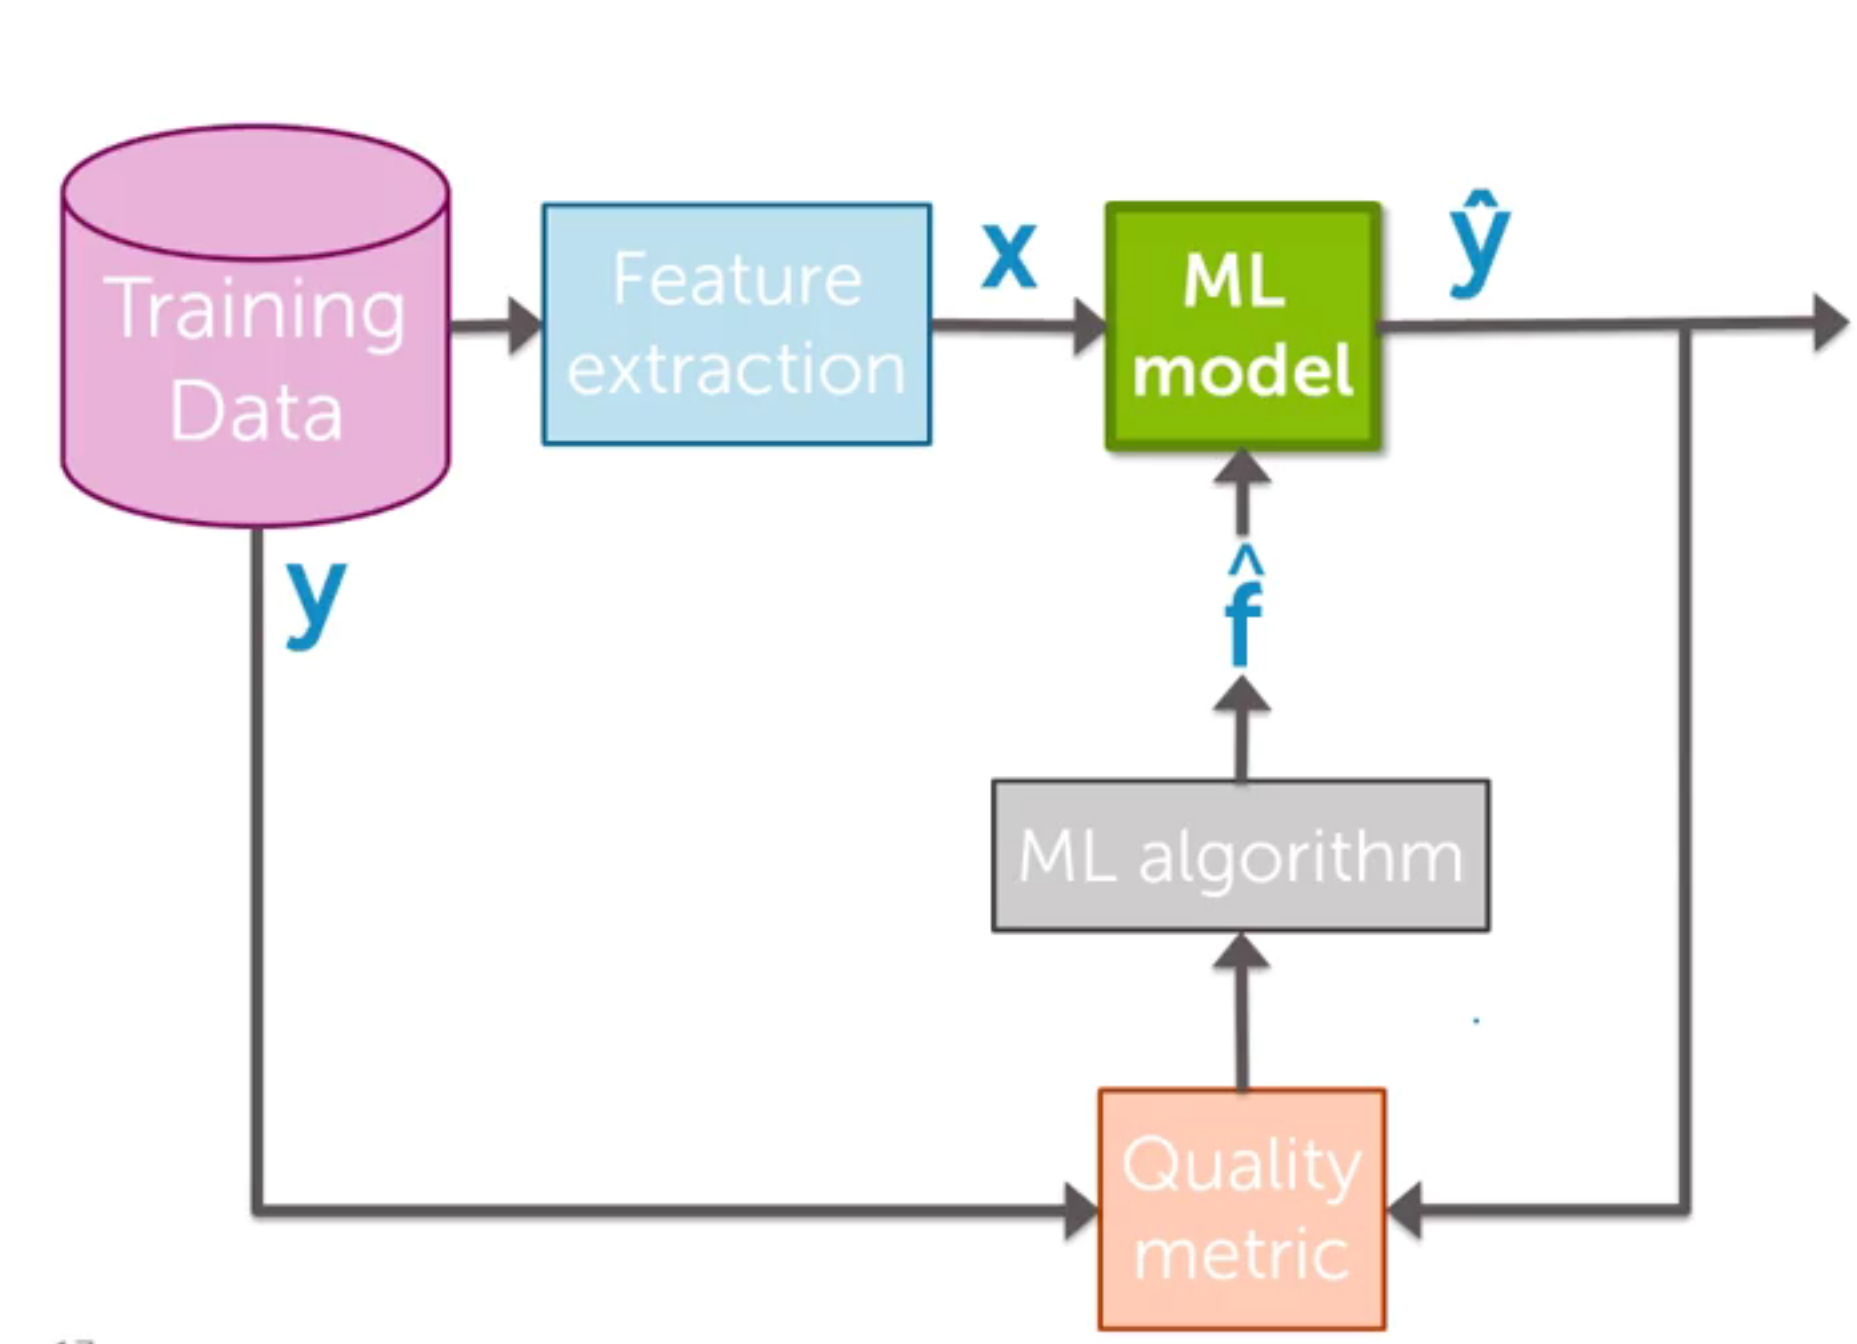 Training
Data
Feature
extraction
x
ML
model
ŷ
y
f̂
ML algorithm
Quality
metric